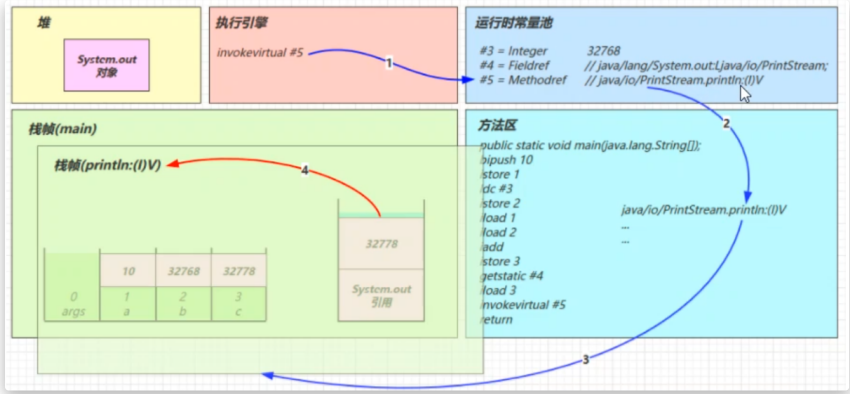 堆
System.out
对象
执行引擎
invokevirtual #5
1
运行时常量池
#3 = Integer 32768
#4 = Fieldref // java/lang/System.out:Ljava/io/PrintStream;
#5 = Methodref // java/io/PrintStream.println:(I)V
2
栈帧(main)
栈帧(println:(I)V)
4
32778
System.out
引用
10 32768 32778
0 1 2 3
args a b c
方法区
public static void main(java.lang.String[]);
bipush 10
istore 1
ldc #3
istore 2
iload 1
iload 2
iadd
istore 3
getstatic #4
iload 3
invokevirtual #5
return
java/io/PrintStream.println:(I)V
...
...
3